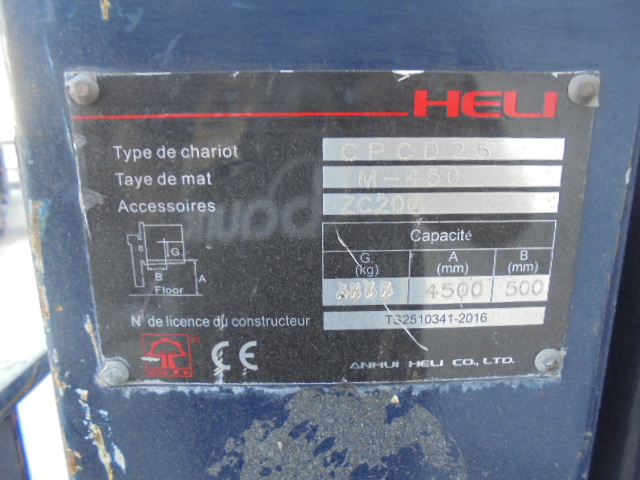 HELI
Type de chariot CPCD25
Taye de mat M-450
Accessoires
Capacité
G (kg) A (mm) B (mm)
4500 500
G
B A
Floor
N° de licence du constructeur TS2510341-2016
CE ANHUI HELI CO., LTD.